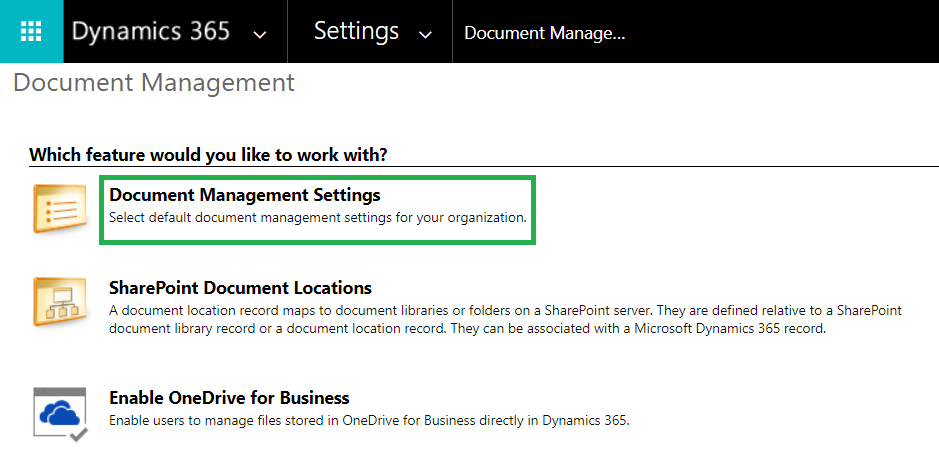 Dynamics 365 Settings Document Manage...
Document Management
Which feature would you like to work with?
Document Management Settings
Select default document management settings for your organization.
SharePoint Document Locations
A document location record maps to document libraries or folders on a SharePoint server. They are defined relative to a SharePoint
document library record or a document location record. They can be associated with a Microsoft Dynamics 365 record.
Enable OneDrive for Business
Enable users to manage files stored in OneDrive for Business directly in Dynamics 365.